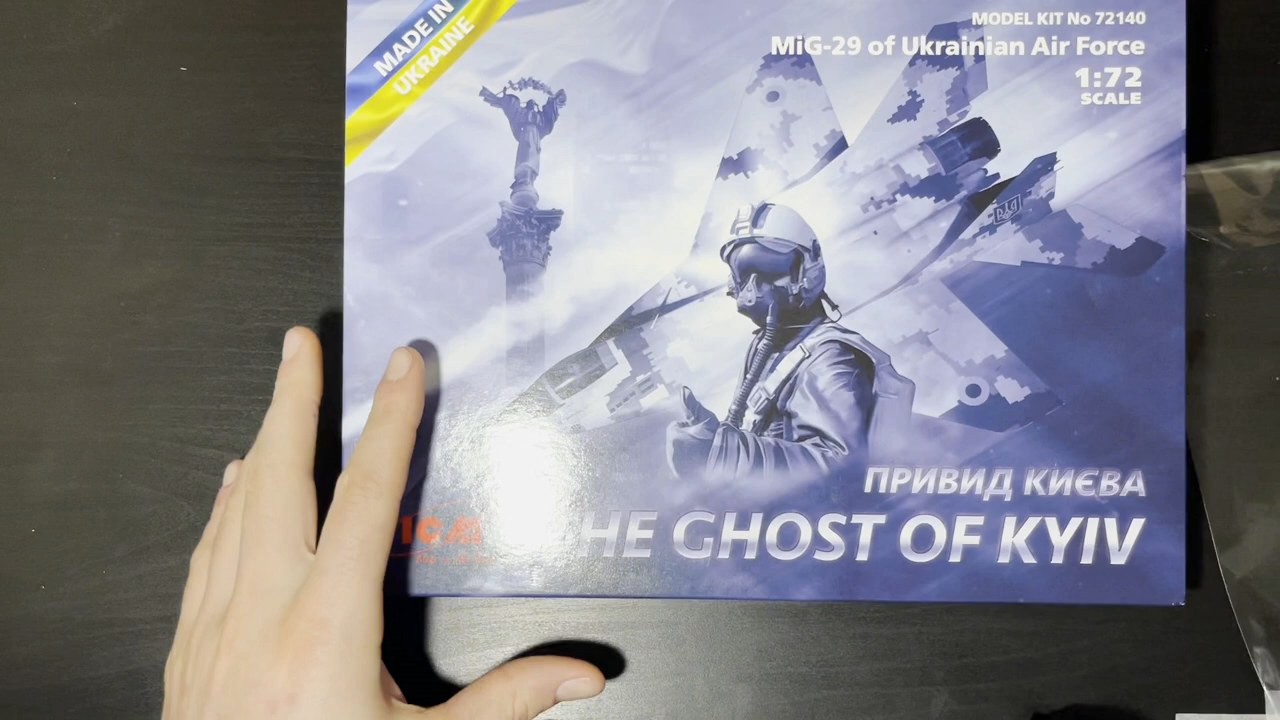 MADE IN
UKRAINE
MODEL KIT No 72140
MiG-29 of Ukrainian Air Force
1:72
SCALE
ПРИВИД КИЄВА
HE GHOST OF KYIV
ICM